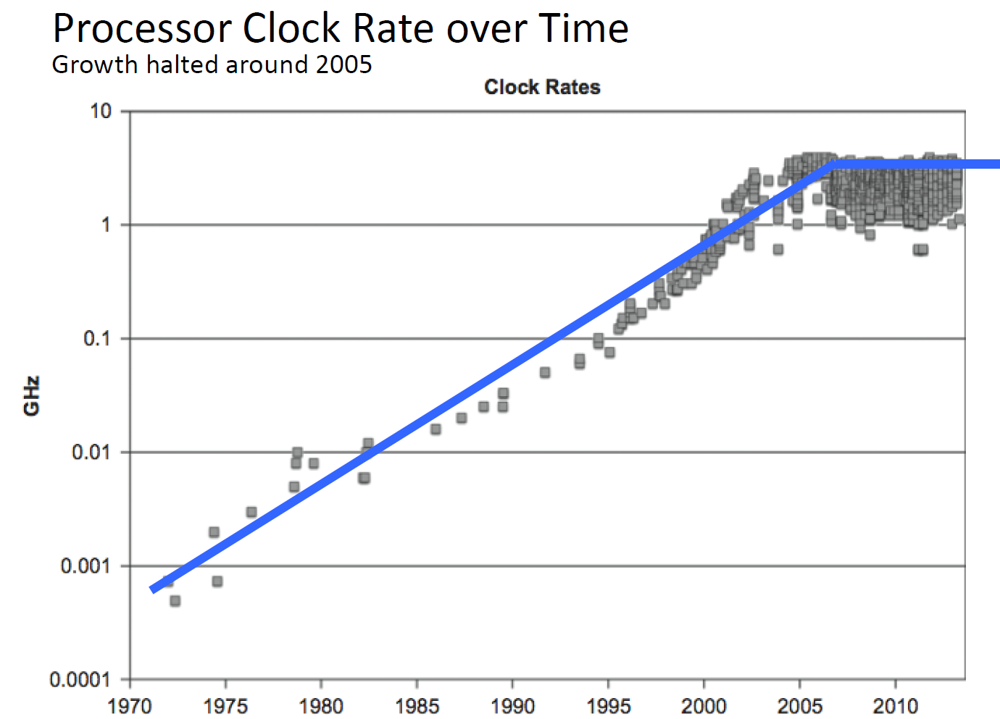 Processor Clock Rate over Time
Growth halted around 2005
Clock Rates
10
1
0.1
GHz
0.01
0.001
0.0001
1970 1975 1980 1985 1990 1995 2000 2005 2010